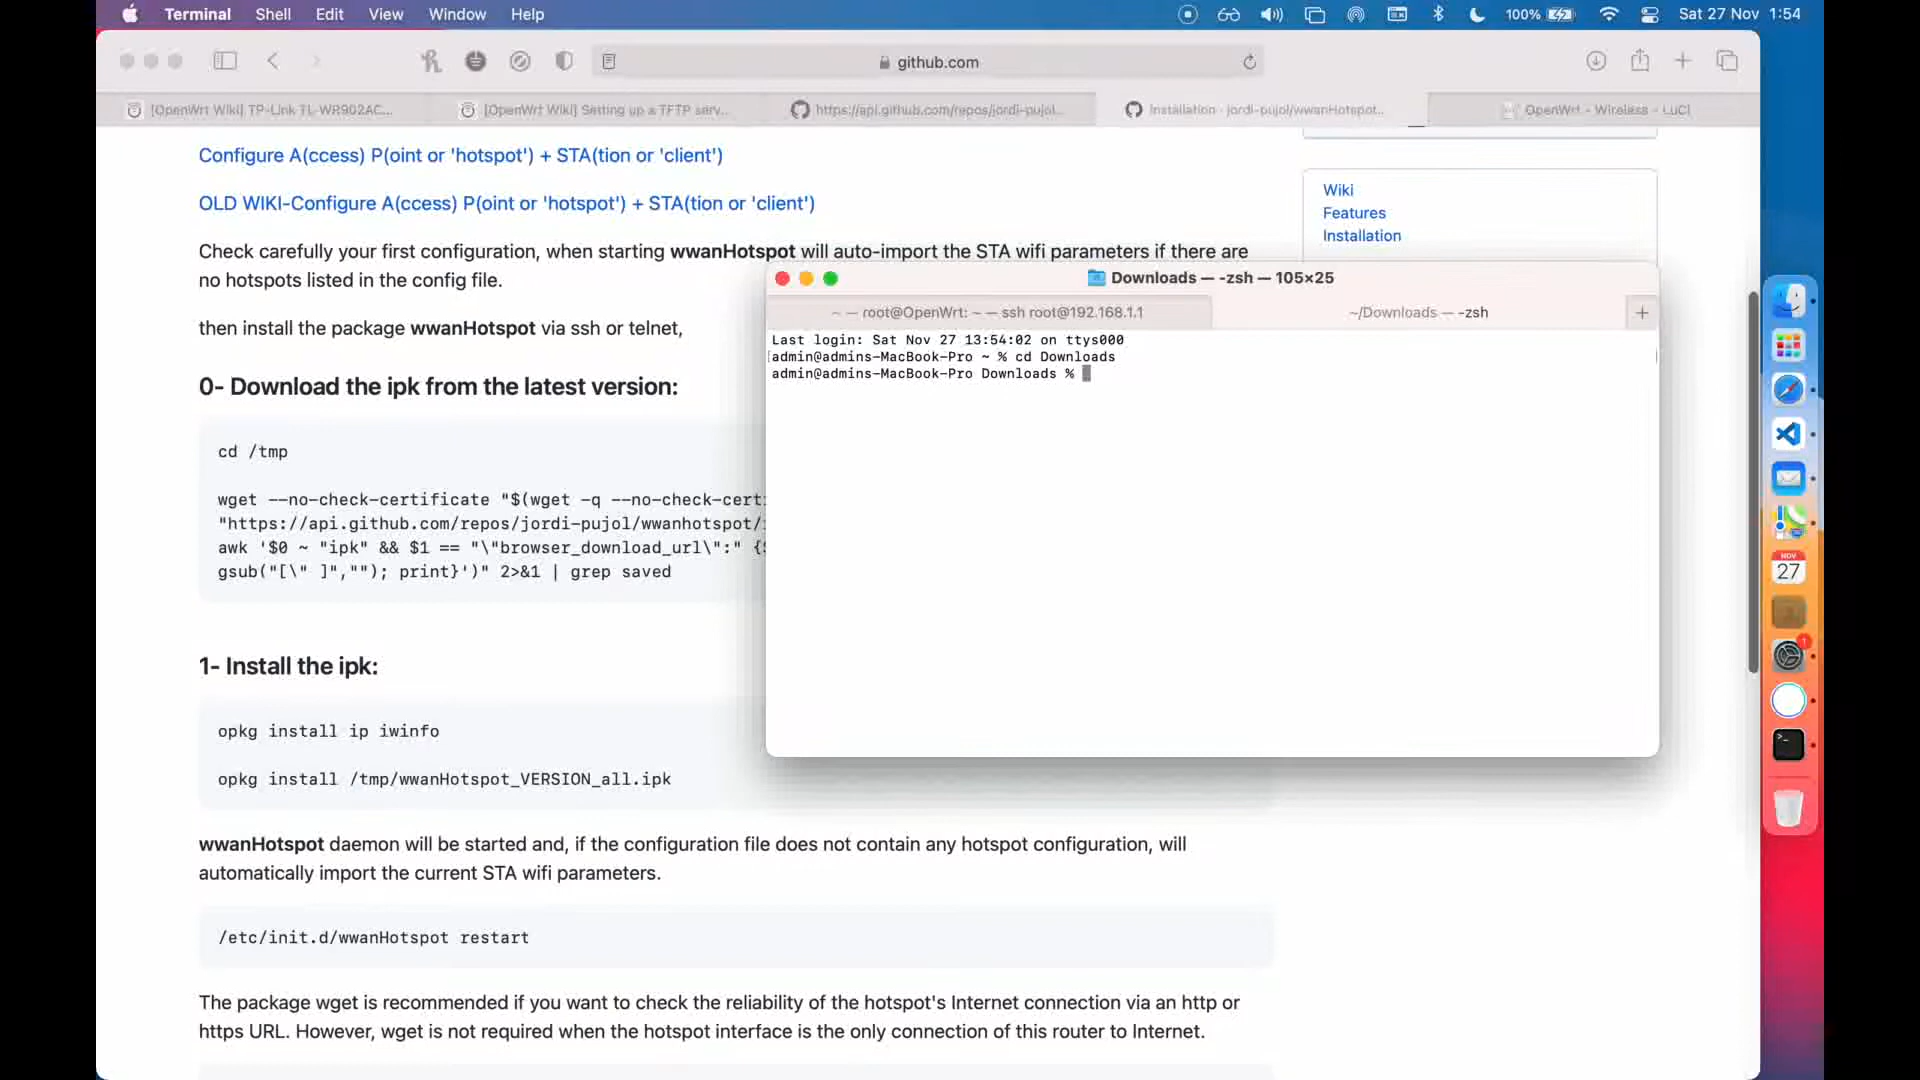 Terminal Shell Edit View Window Help 100% Sat 27 Nov 1:54
github.com
[OpenWrt Wiki] TP-Link TL-WR902AC... [OpenWrt Wiki] Setting up a TFTP serv... https://api.github.com/repos/jordi-pujol... Installation · jordi-pujol/wwanHotspot... OpenWrt - Wireless - LuCI
Configure A(ccess) P(oint or 'hotspot') + STA(tion or 'client')
OLD WIKI-Configure A(ccess) P(oint or 'hotspot') + STA(tion or 'client')
Check carefully your first configuration, when starting wwanHotspot will auto-import the STA wifi parameters if there are
no hotspots listed in the config file.
then install the package wwanHotspot via ssh or telnet,
0- Download the ipk from the latest version:
cd /tmp
wget --no-check-certificate "$(wget -q --no-check-cert
"https://api.github.com/repos/jordi-pujol/wwanhotspot/
awk '$0 ~ "ipk" && $1 == "\"browser_download_url\":" {
gsub("[\" ]",""); print}')" 2>&1 | grep saved
1- Install the ipk:
opkg install ip iwinfo
opkg install /tmp/wwanHotspot_VERSION_all.ipk
wwanHotspot daemon will be started and, if the configuration file does not contain any hotspot configuration, will
automatically import the current STA wifi parameters.
/etc/init.d/wwanHotspot restart
The package wget is recommended if you want to check the reliability of the hotspot's Internet connection via an http or
https URL. However, wget is not required when the hotspot interface is the only connection of this router to Internet.
Wiki
Features
Installation
Downloads — -zsh — 105×25
~ — root@OpenWrt: ~ — ssh root@192.168.1.1 ~/Downloads — -zsh
Last login: Sat Nov 27 13:54:02 on ttys000
[admin@admins-MacBook-Pro ~ % cd Downloads
admin@admins-MacBook-Pro Downloads %
NOV
27
1